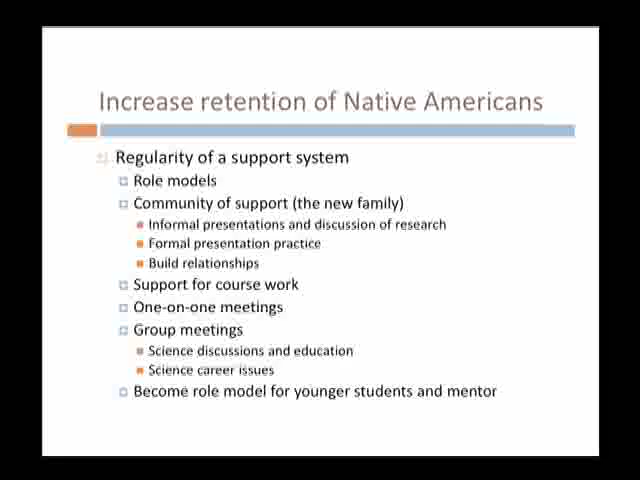 Increase retention of Native Americans
Regularity of a support system
Role models
Community of support (the new family)
Informal presentations and discussion of research
Formal presentation practice
Build relationships
Support for course work
One-on-one meetings
Group meetings
Science discussions and education
Science career issues
Become role model for younger students and mentor